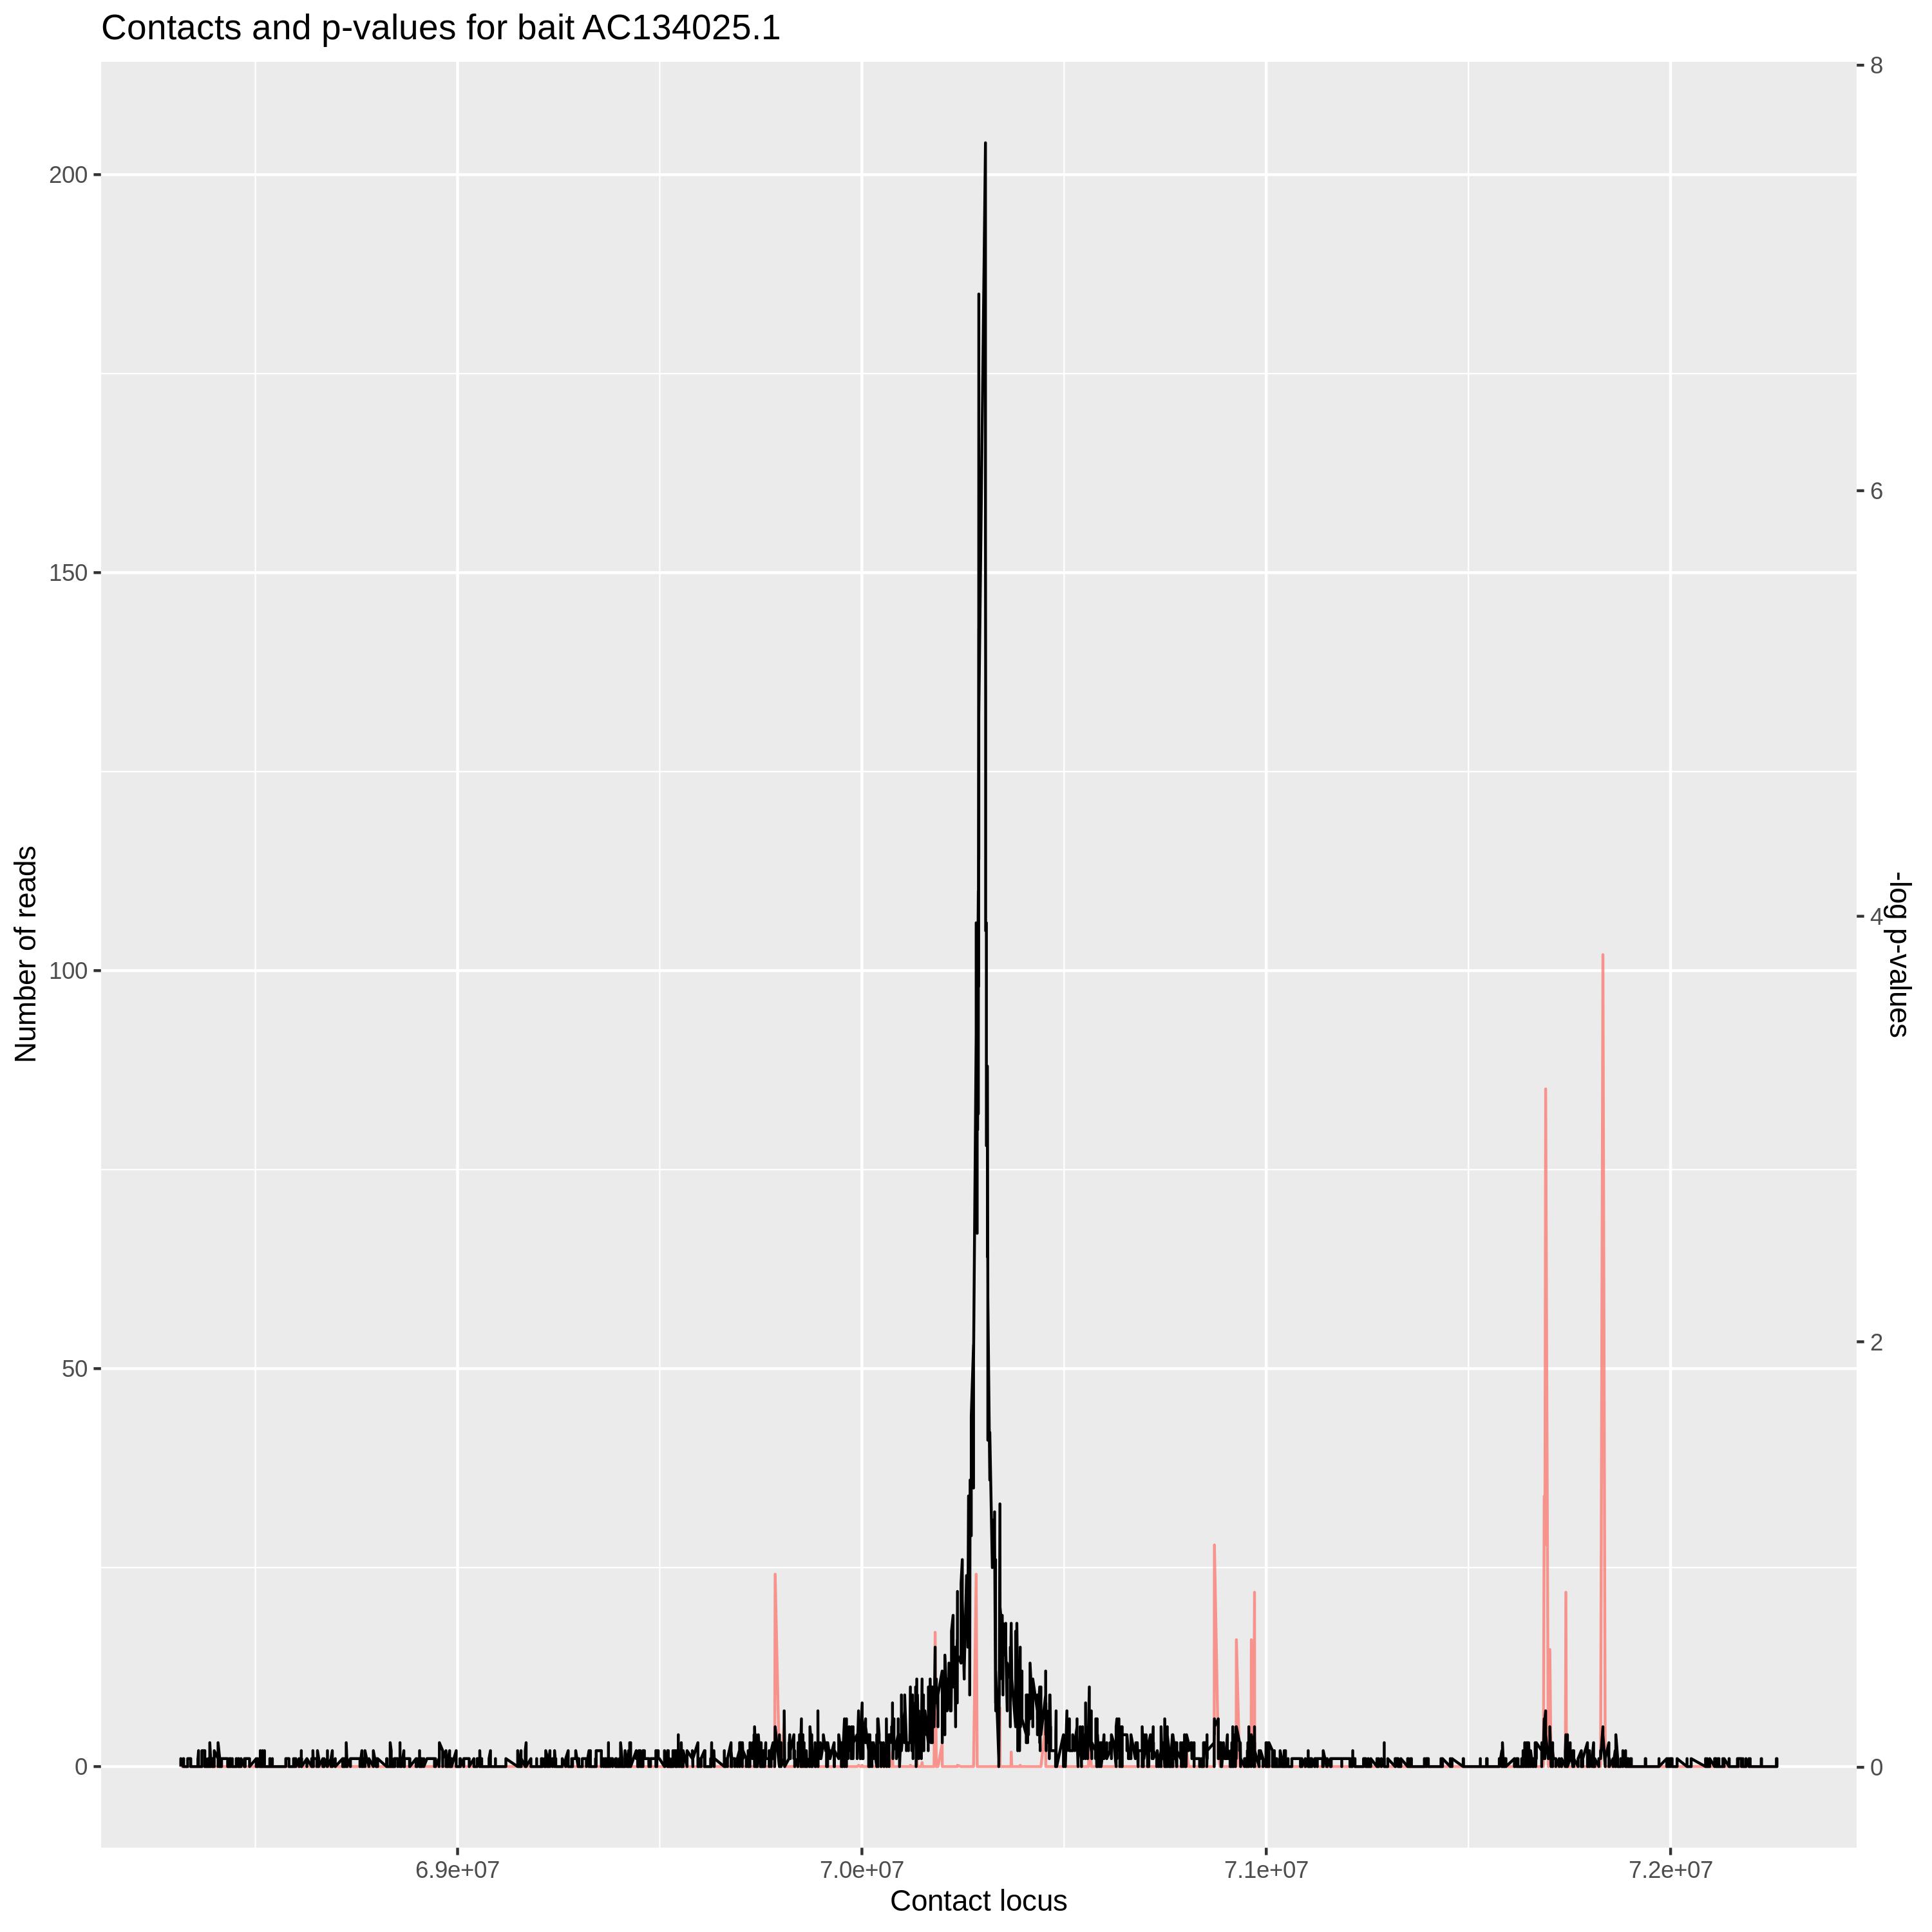 Contacts and p-values for bait AC134025.1
8
200
6
150
Number of reads
4
-log p-values
100
2
50
0
0
6.9e+07
7.0e+07
7.1e+07
7.2e+07
Contact locus